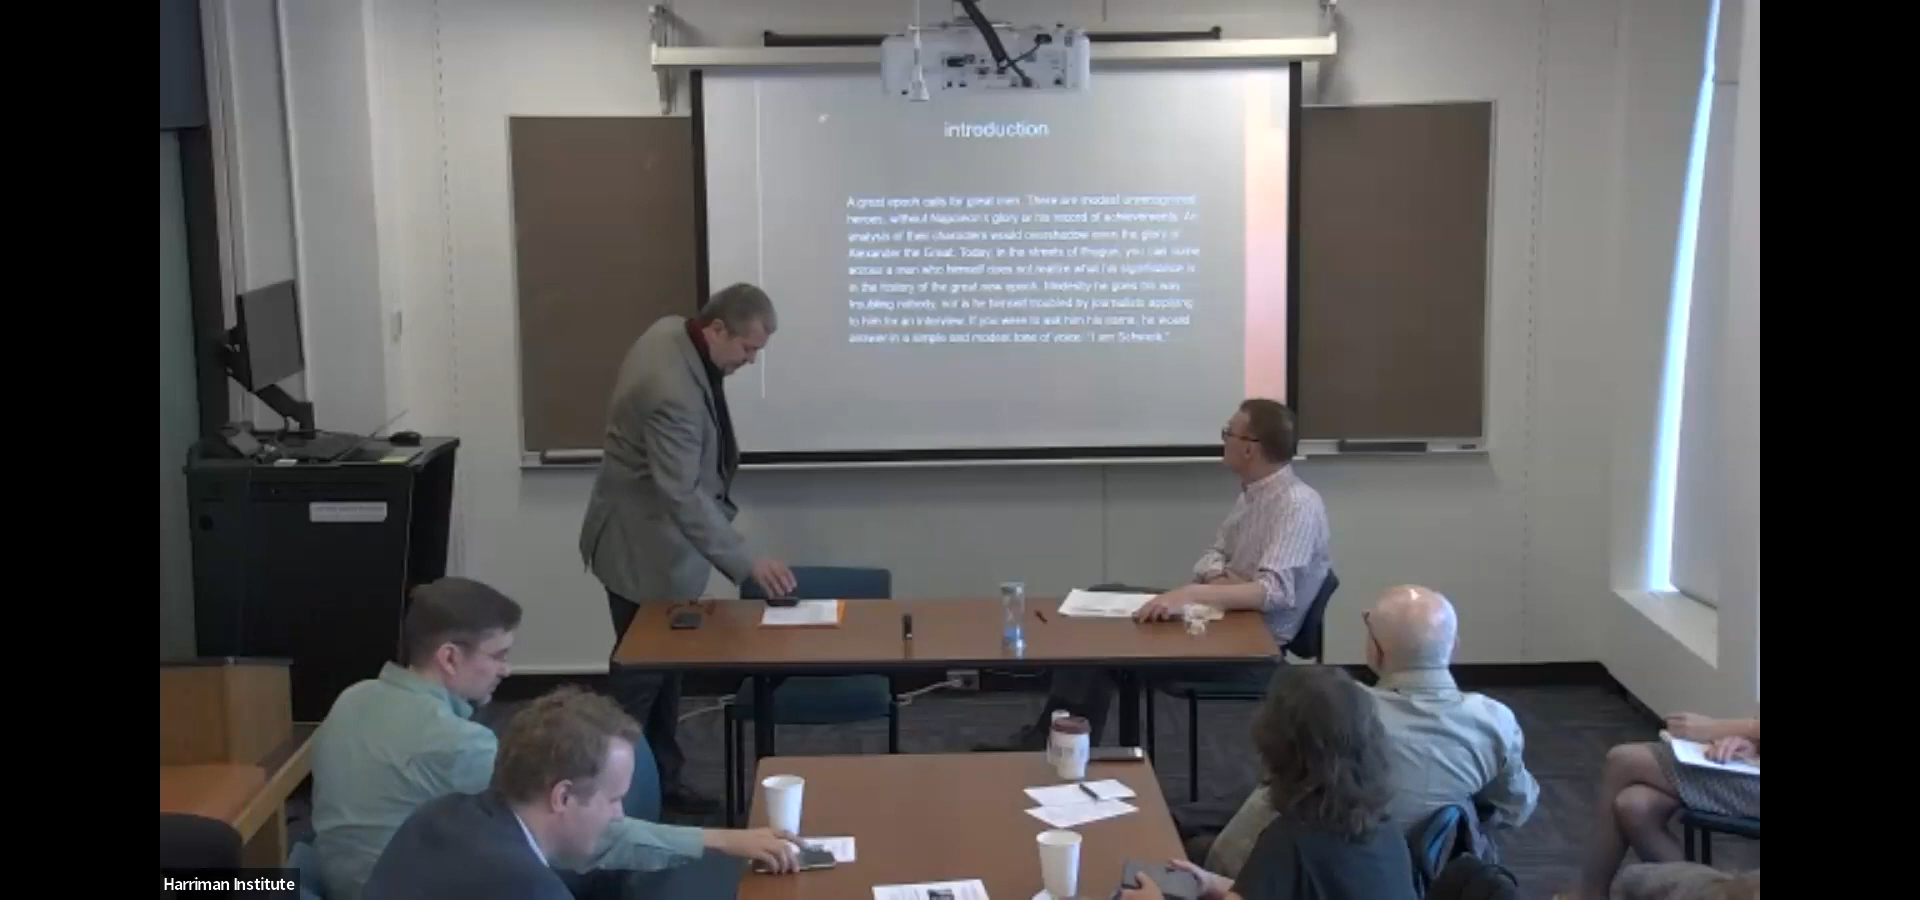 introduction
A great epoch calls for great men. There are modest unrecognized
heroes, without Napoleon's glory or his record of achievements. An
analysis of their characters would overshadow even the glory of
Alexander the Great. Today, in the streets of Prague, you can come
across a man who himself does not realize what his significance is
in the history of the great new epoch. Modestly he goes his way,
troubling nobody, nor is he himself troubled by journalists applying
to him for an interview. If you were to ask him his name, he would
answer in a simple and modest tone of voice: "I am Schweik."
Harriman Institute